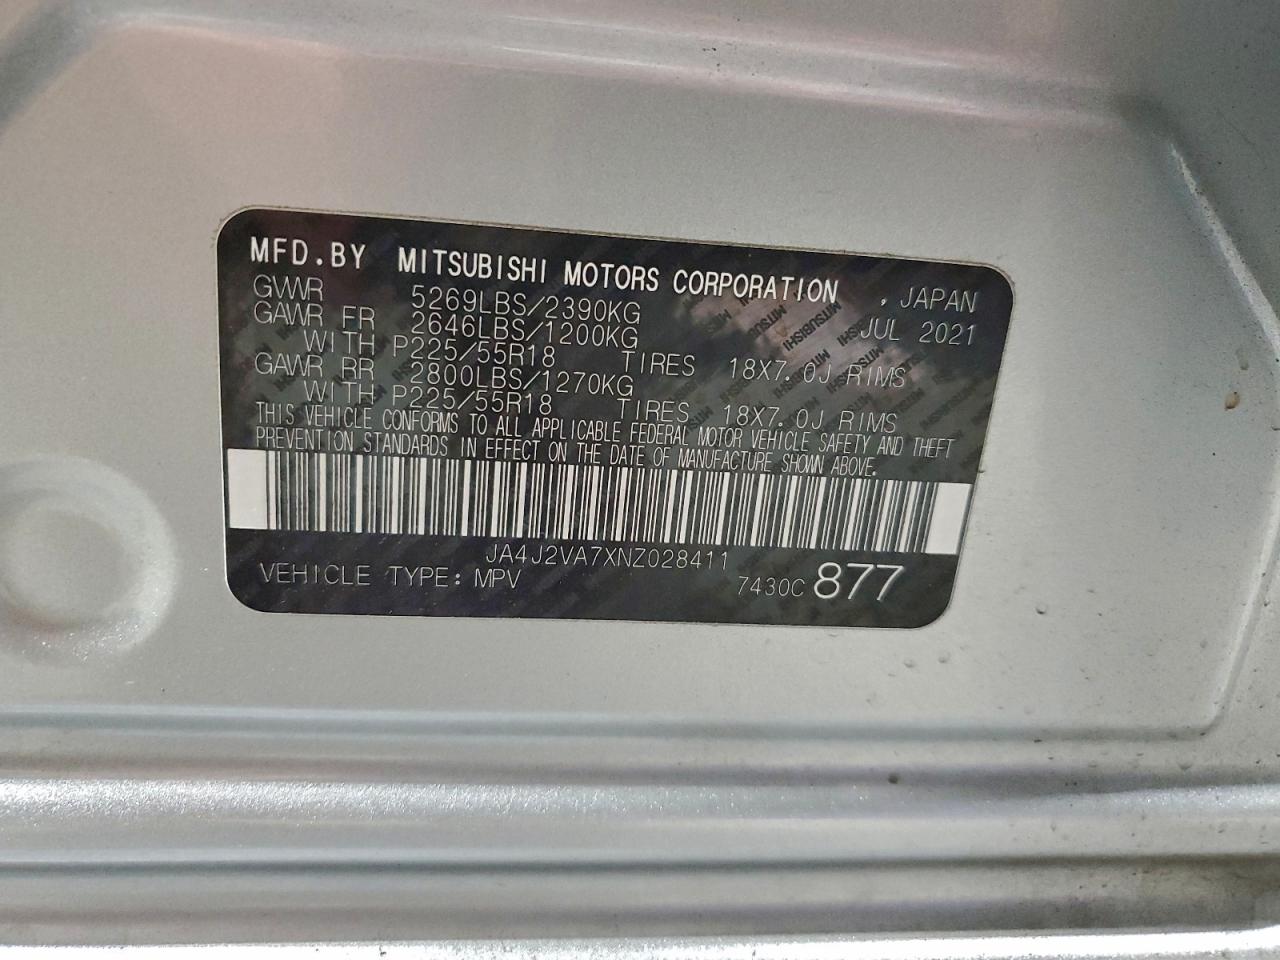 MFD.BY MITSUBISHI MOTORS CORPORATION , JAPAN
GVWR 5269LBS/2390KG JUL 2021
GAWR FR 2646LBS/1200KG
WITH P225/55R18 TIRES 18X7.0J RIMS
GAWR RR 2800LBS/1270KG
WITH P225/55R18 TIRES 18X7.0J RIMS
THIS VEHICLE CONFORMS TO ALL APPLICABLE FEDERAL MOTOR VEHICLE SAFETY AND THEFT
PREVENTION STANDARDS IN EFFECT ON THE DATE OF MANUFACTURE SHOWN ABOVE.
JA4J2VA7XNZ028411
VEHICLE TYPE: MPV 7430C 877